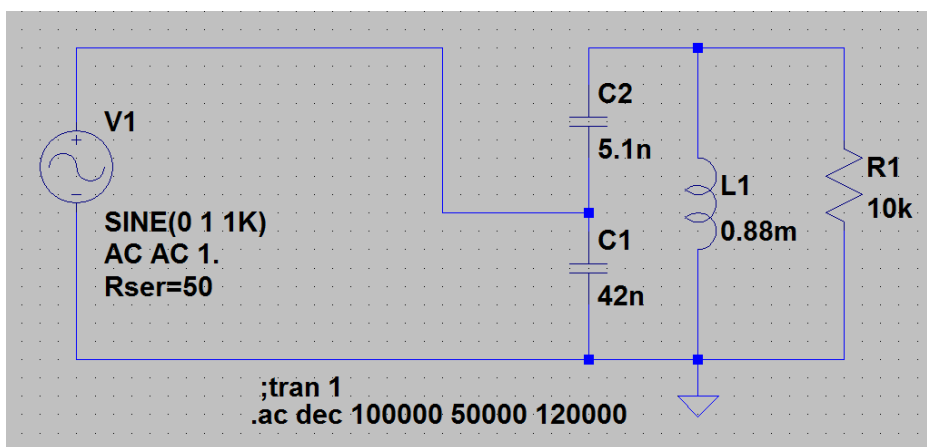 V1
SINE(0 1 1K)
AC AC 1.
Rser=50
C2
5.1n
C1
42n
L1
0.88m
R1
10k
;tran 1
.ac dec 100000 50000 120000